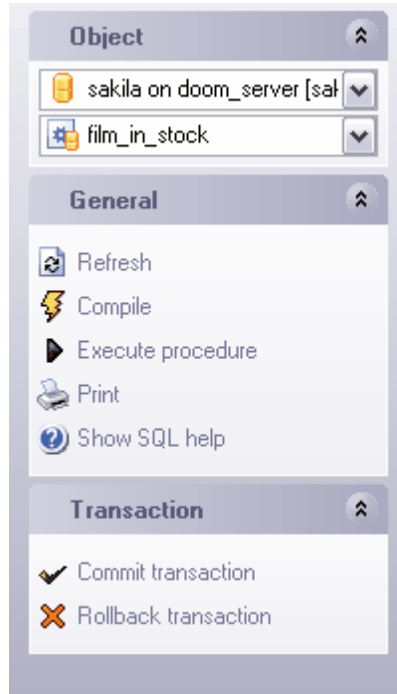 Object
sakila on doom_server [sak
film_in_stock
General
Refresh
Compile
Execute procedure
Print
Show SQL help
Transaction
Commit transaction
Rollback transaction